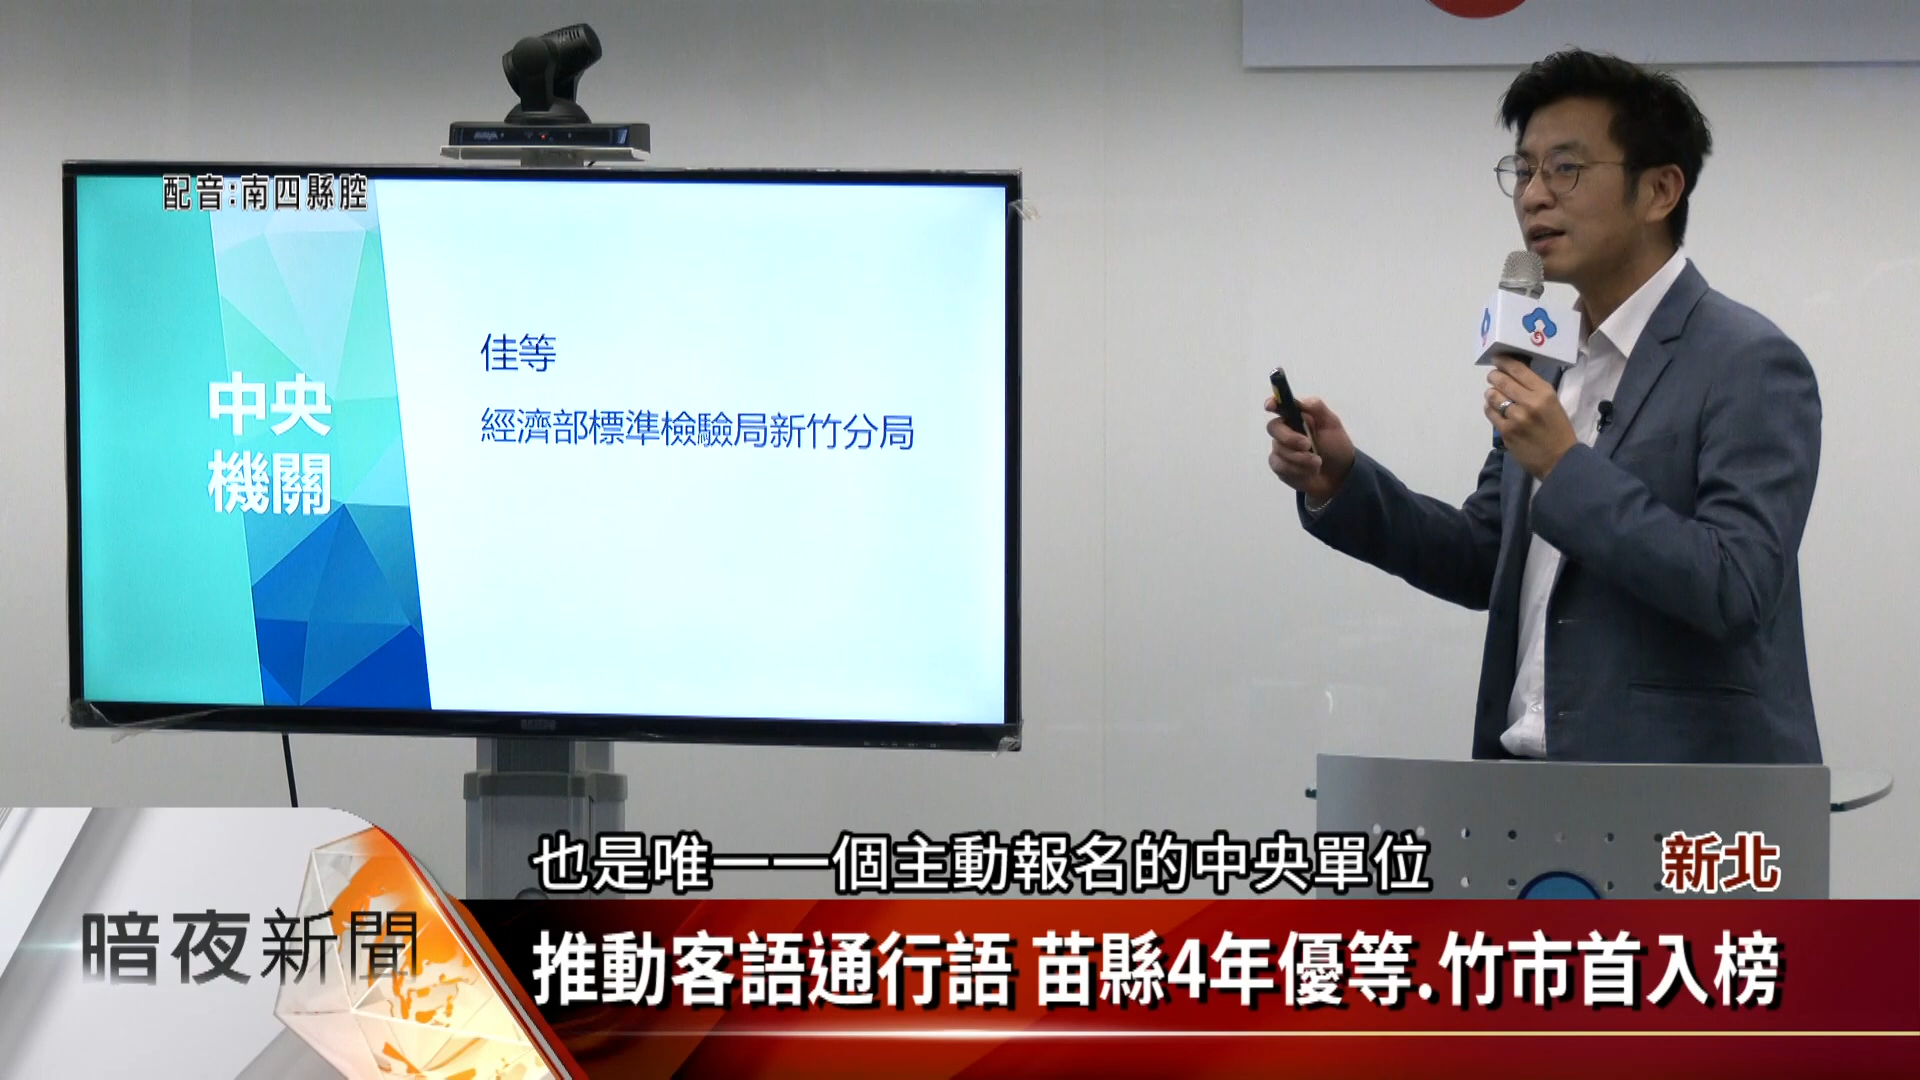 配音:南四縣腔
中央
機關
佳等
經濟部標準檢驗局新竹分局
也是唯一一個主動報名的中央單位
新北
暗夜新聞
推動客語通行語 苗縣4年優等.竹市首入榜